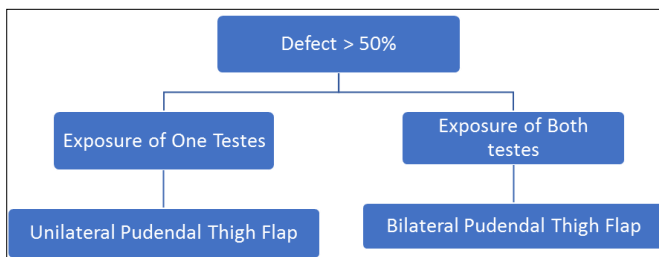 Defect > 50%
Exposure of One Testes
Exposure of Both
testes
Unilateral Pudendal Thigh Flap
Bilateral Pudendal Thigh Flap